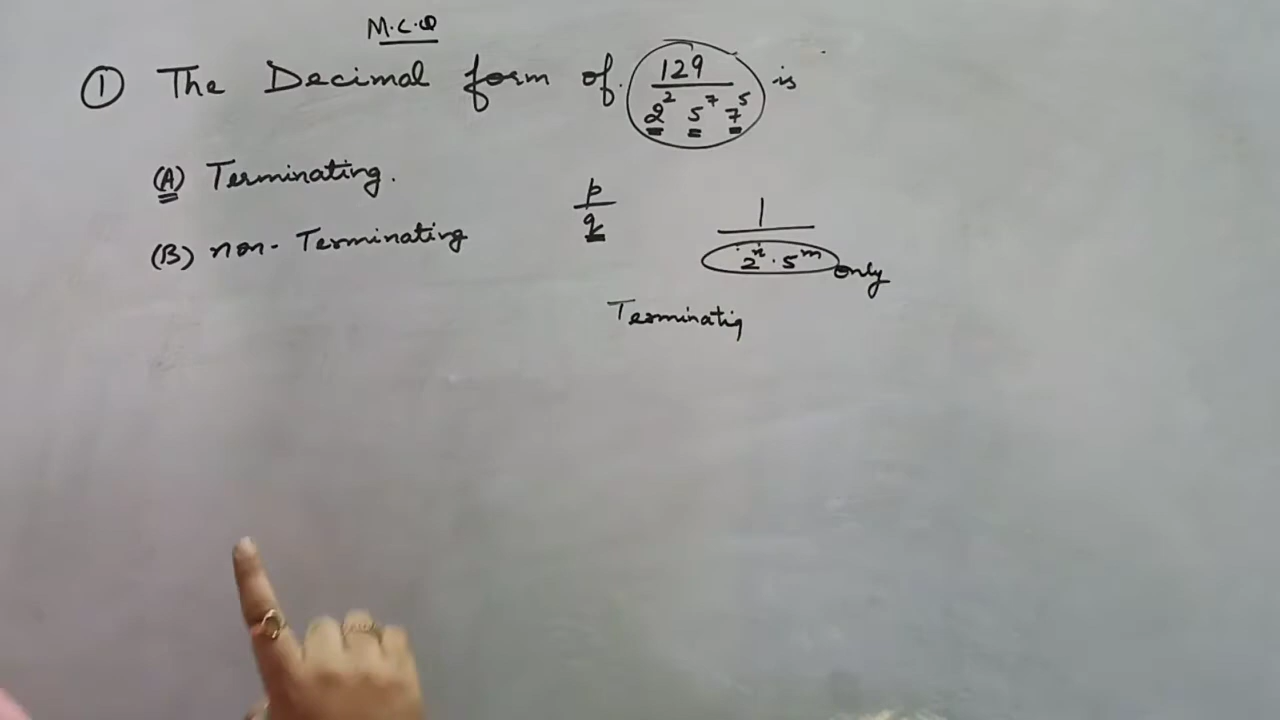 M.C.Q
① The Decimal form of 129 / 2² 5⁷ 7⁵ is
(A) Terminating.
(B) non-Terminating
p / q
1 / 2ⁿ · 5ᵐ only
Terminatig